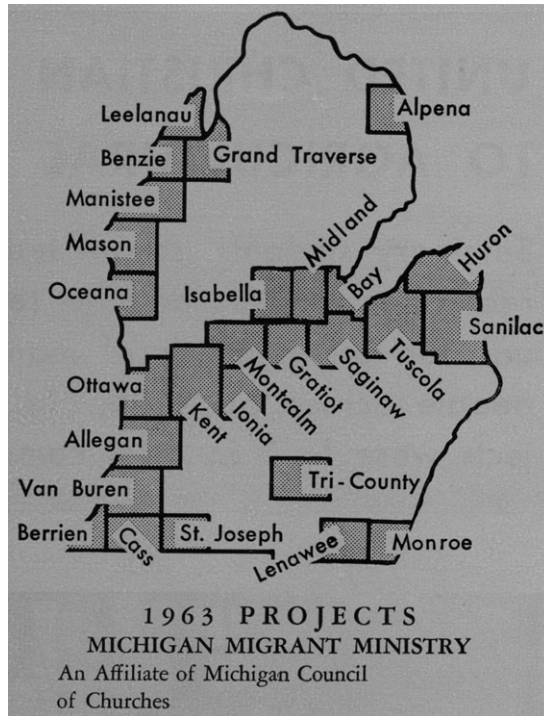 Leelanau
Alpena
Benzie
Grand Traverse
Manistee
Mason
Midland
Huron
Oceana
Isabella
Bay
Sanilac
Ottawa
Kent
Ionia
Montcalm
Gratiot
Saginaw
Tuscola
Allegan
Van Buren
Tri-County
Berrien
Cass
St. Joseph
Lenawee
Monroe
1963 PROJECTS
MICHIGAN MIGRANT MINISTRY
An Affiliate of Michigan Council
of Churches